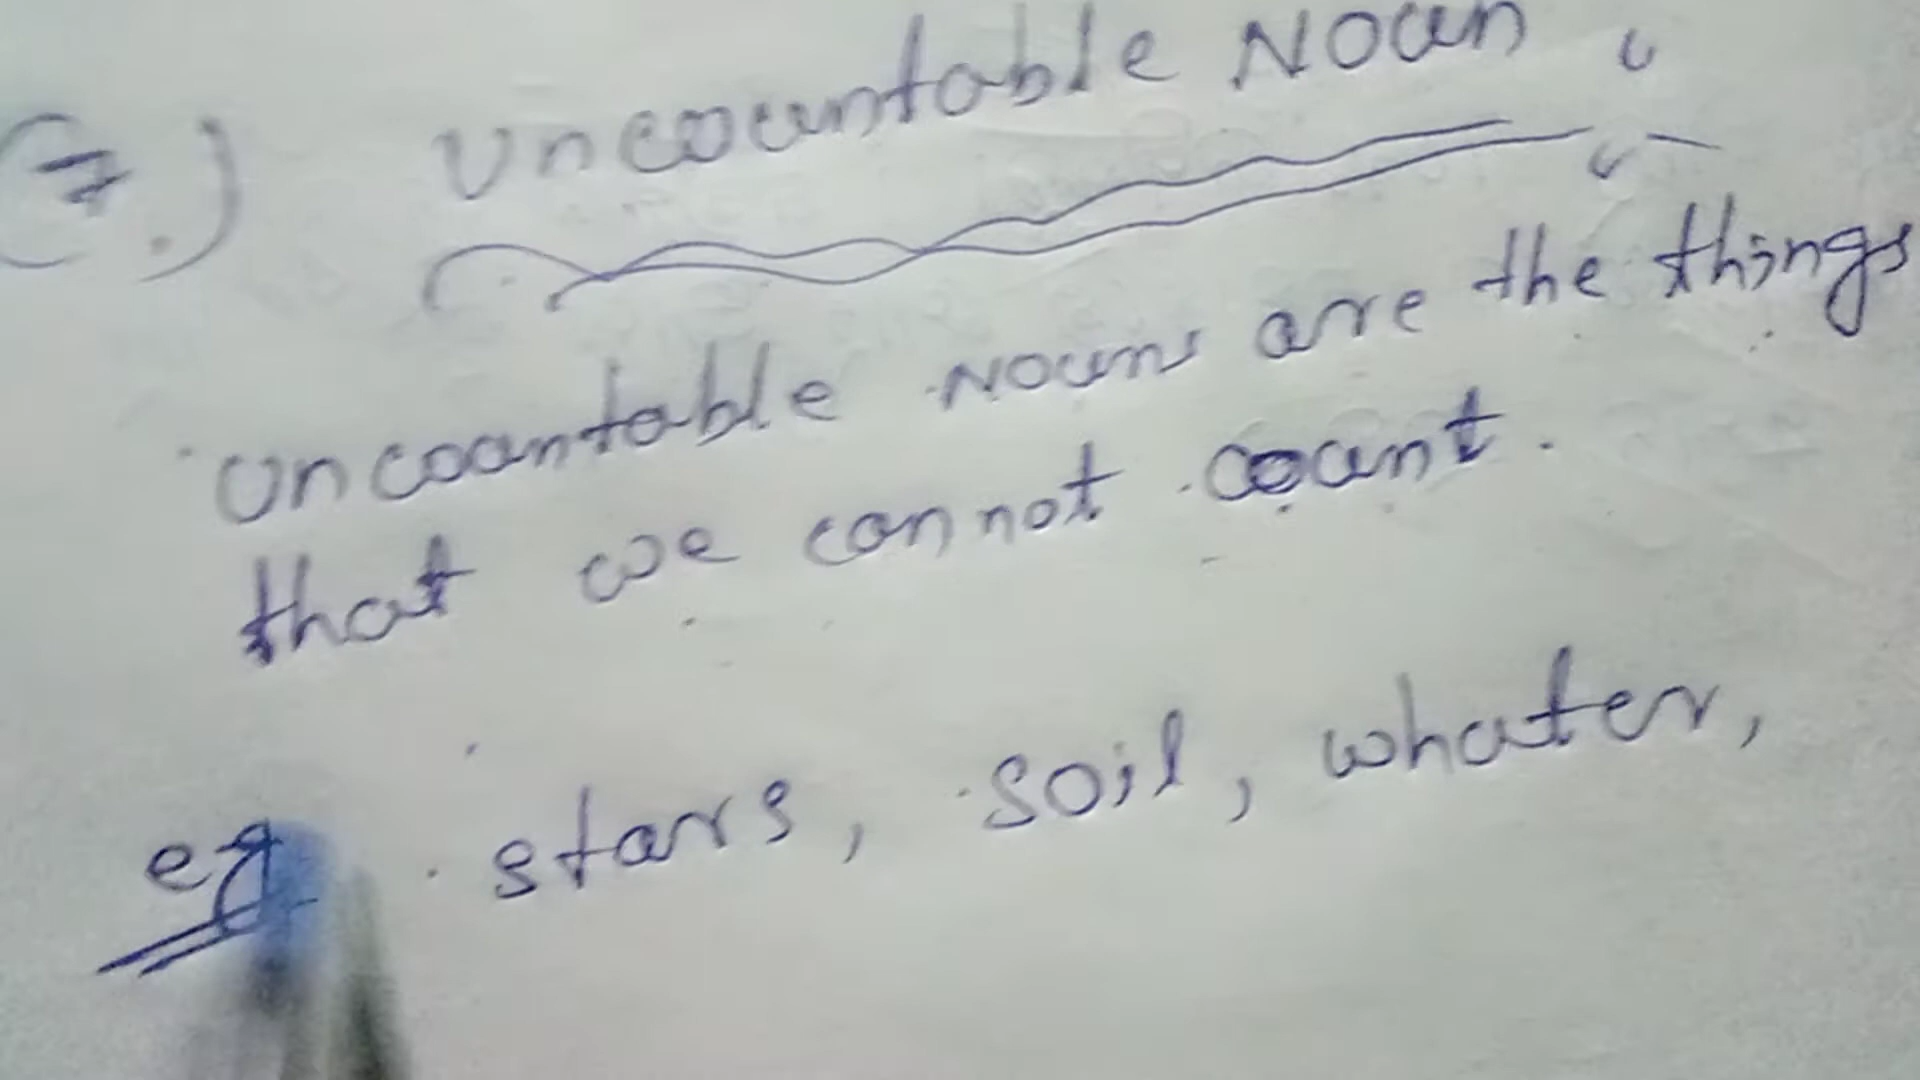 (7.) Uncountable Noun
Uncountable Nouns are the things
that we cannot count.
eg stars, soil, whater,